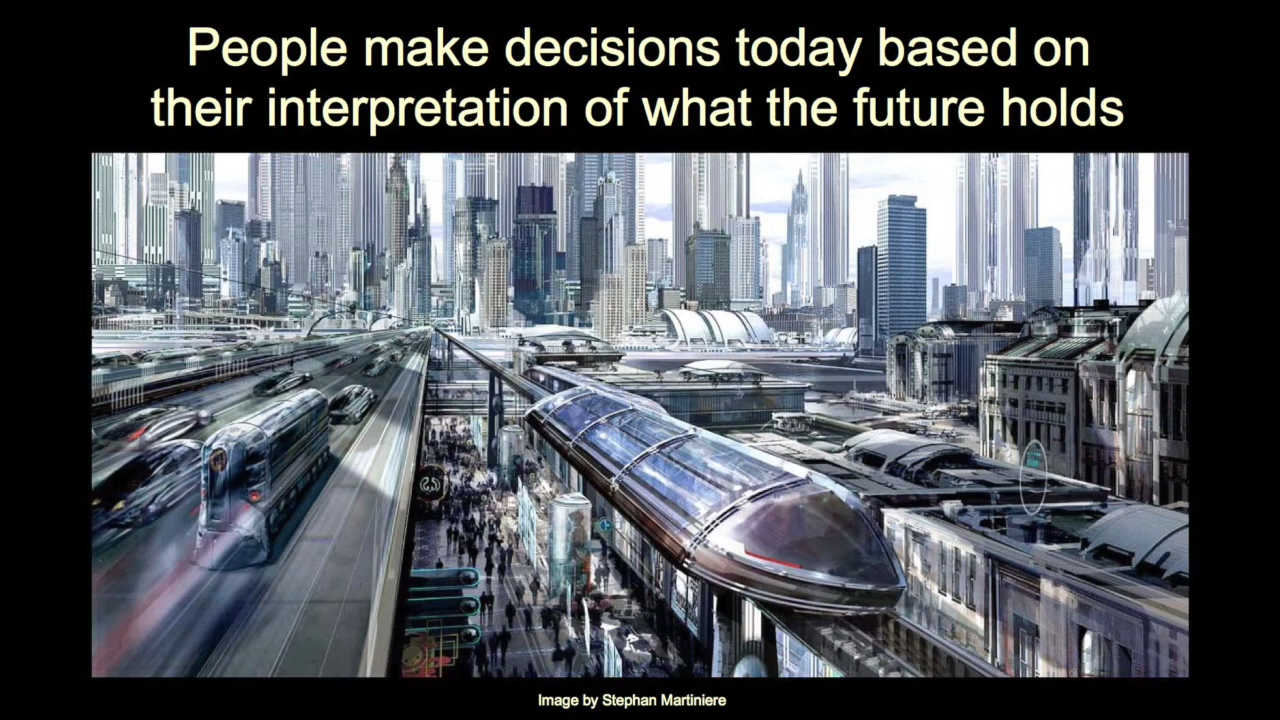 People make decisions today based on
their interpretation of what the future holds
Image by Stephan Martiniere